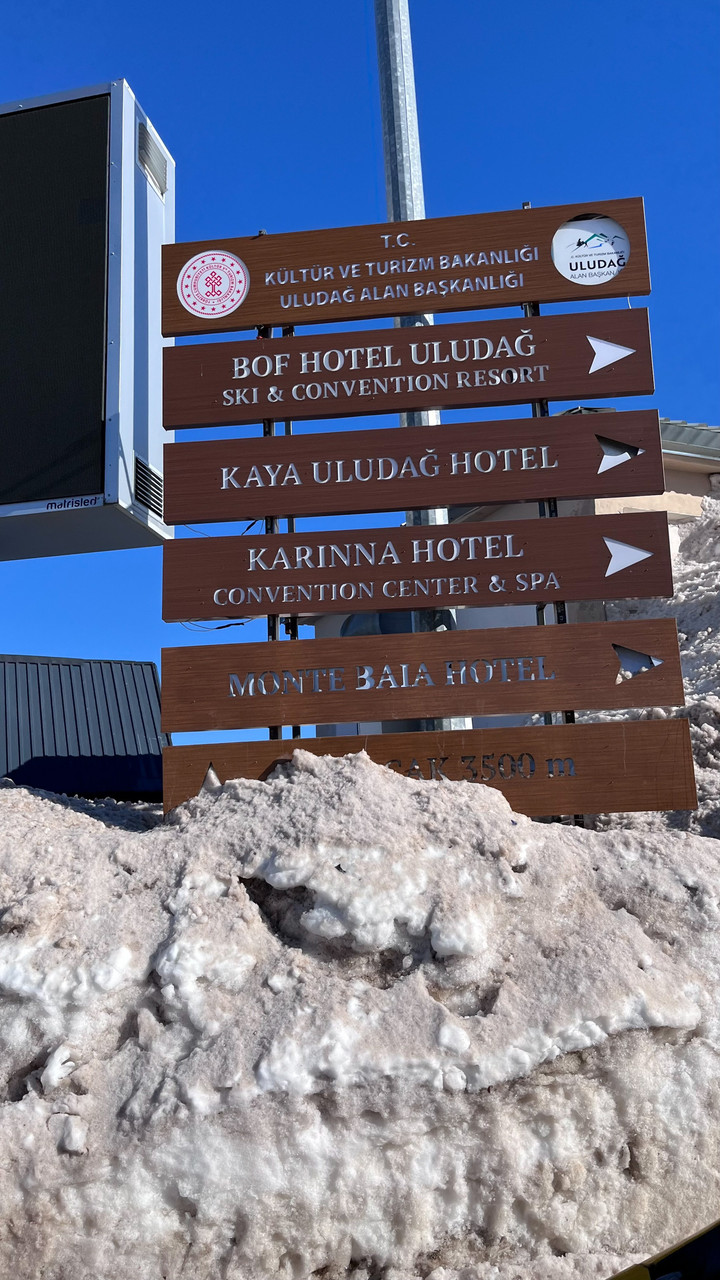 T.C.
KÜLTÜR VE TURİZM BAKANLIĞI
ULUDAĞ ALAN BAŞKANLIĞI
ULUDAĞ
ALAN BAŞKAN
BOF HOTEL ULUDAĞ
SKI & CONVENTION RESORT
KAYA ULUDAĞ HOTEL
KARINNA HOTEL
CONVENTION CENTER & SPA
MONTE BAIA HOTEL
3500 m
matrisled